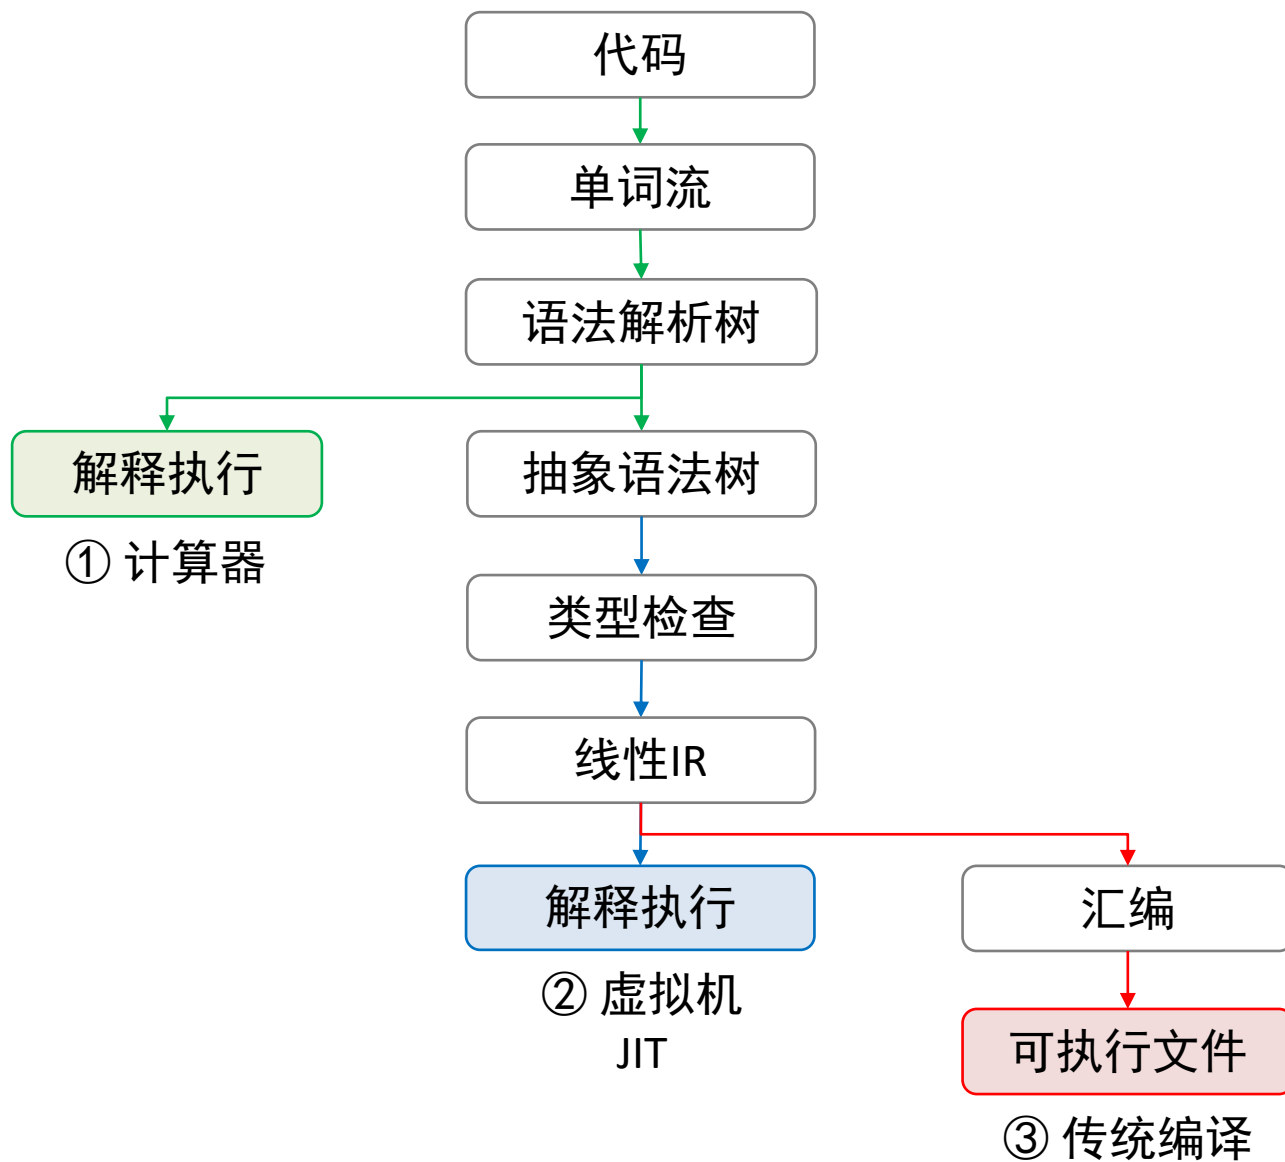 代码
单词流
语法解析树
解释执行
抽象语法树
① 计算器
类型检查
线性IR
解释执行
汇编
② 虚拟机
JIT
可执行文件
③ 传统编译